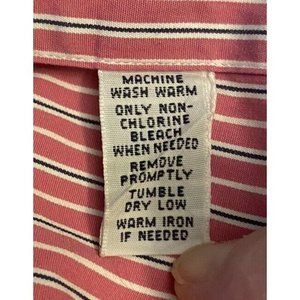 MACHINE
WASH WARM
ONLY NON-
CHLORINE
BLEACH
WHEN NEEDED
REMOVE
PROMPTLY
TUMBLE
DRY LOW
WARM IRON
IF NEEDED